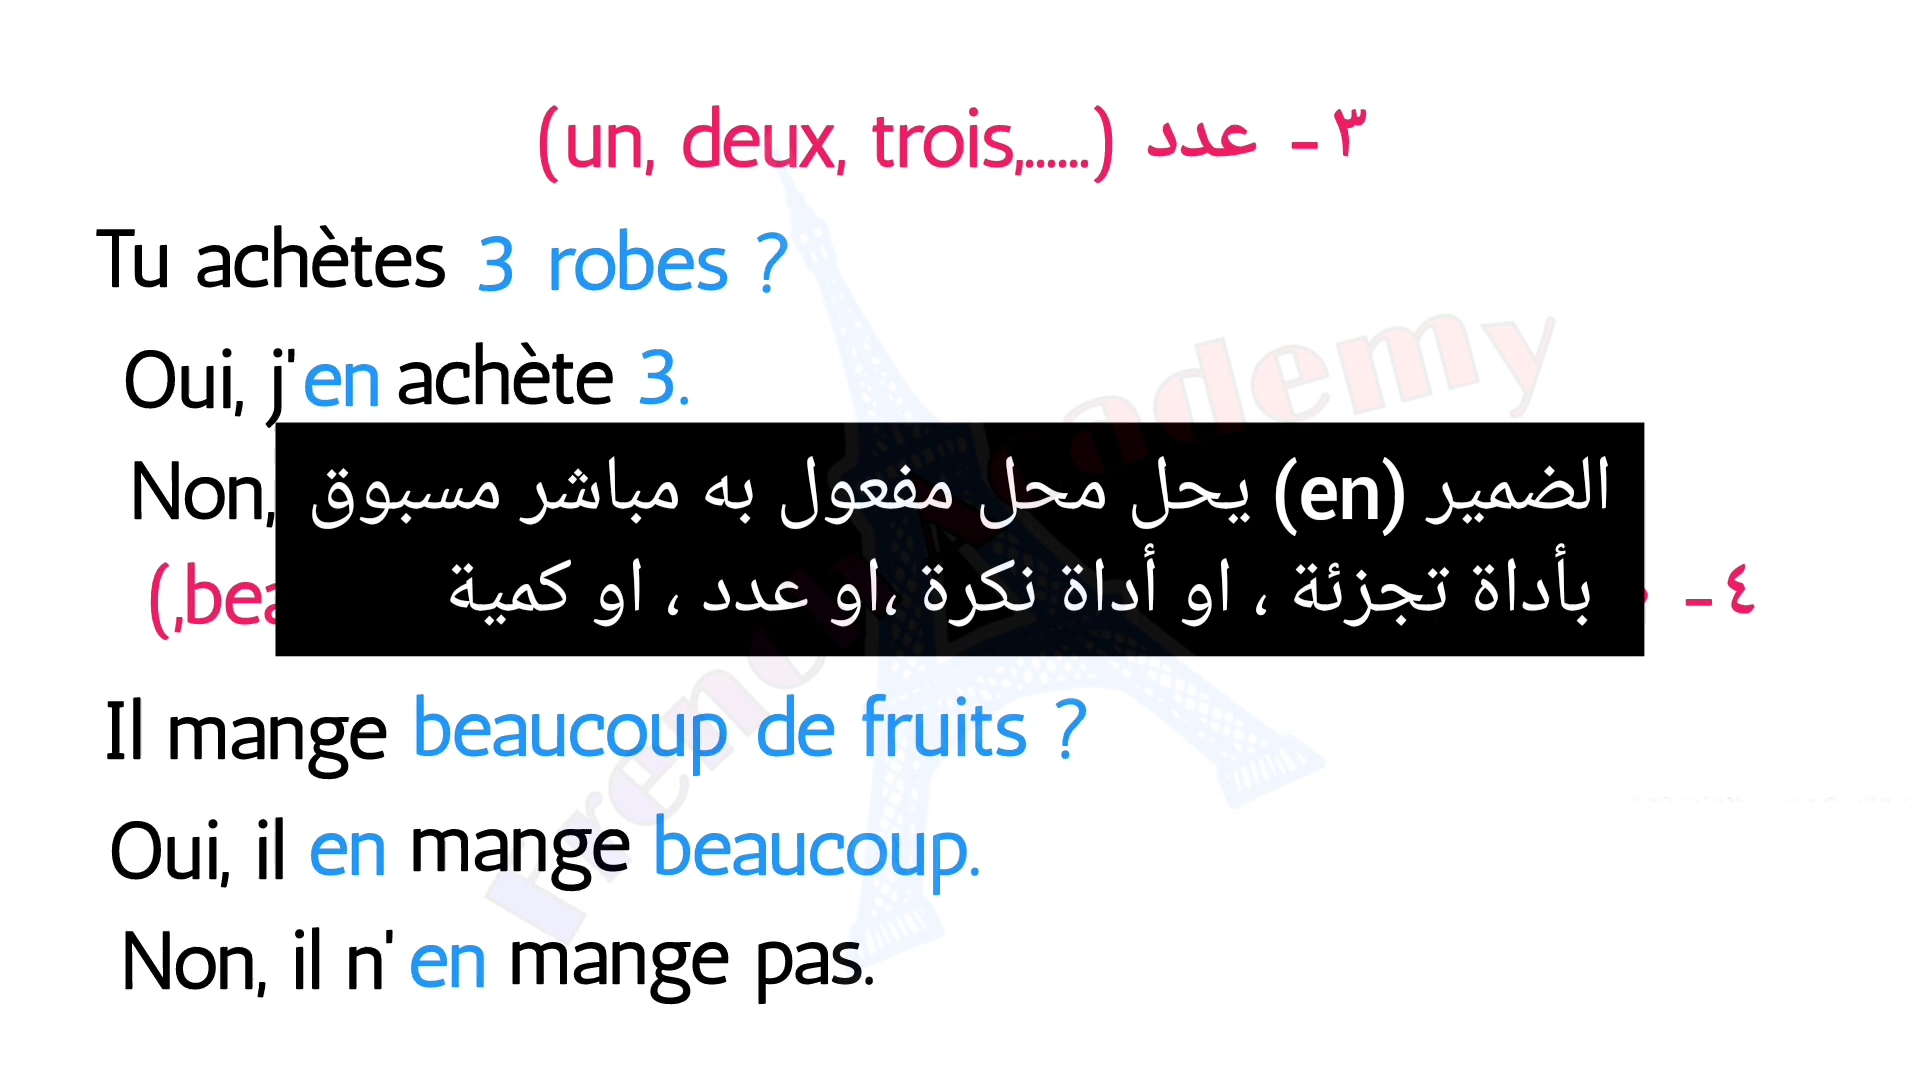 ٣- عدد (un, deux, trois,.......)
Tu achètes 3 robes ?
Oui, j'en achète 3.
Non,
الضمير (en) يحل محل مفعول به مباشر مسبوق
بأداة تجزئة ، او أداة نكرة ،او عدد ، او كمية
٤-
Il mange beaucoup de fruits ?
Oui, il en mange beaucoup.
Non, il n'en mange pas.
French Academy